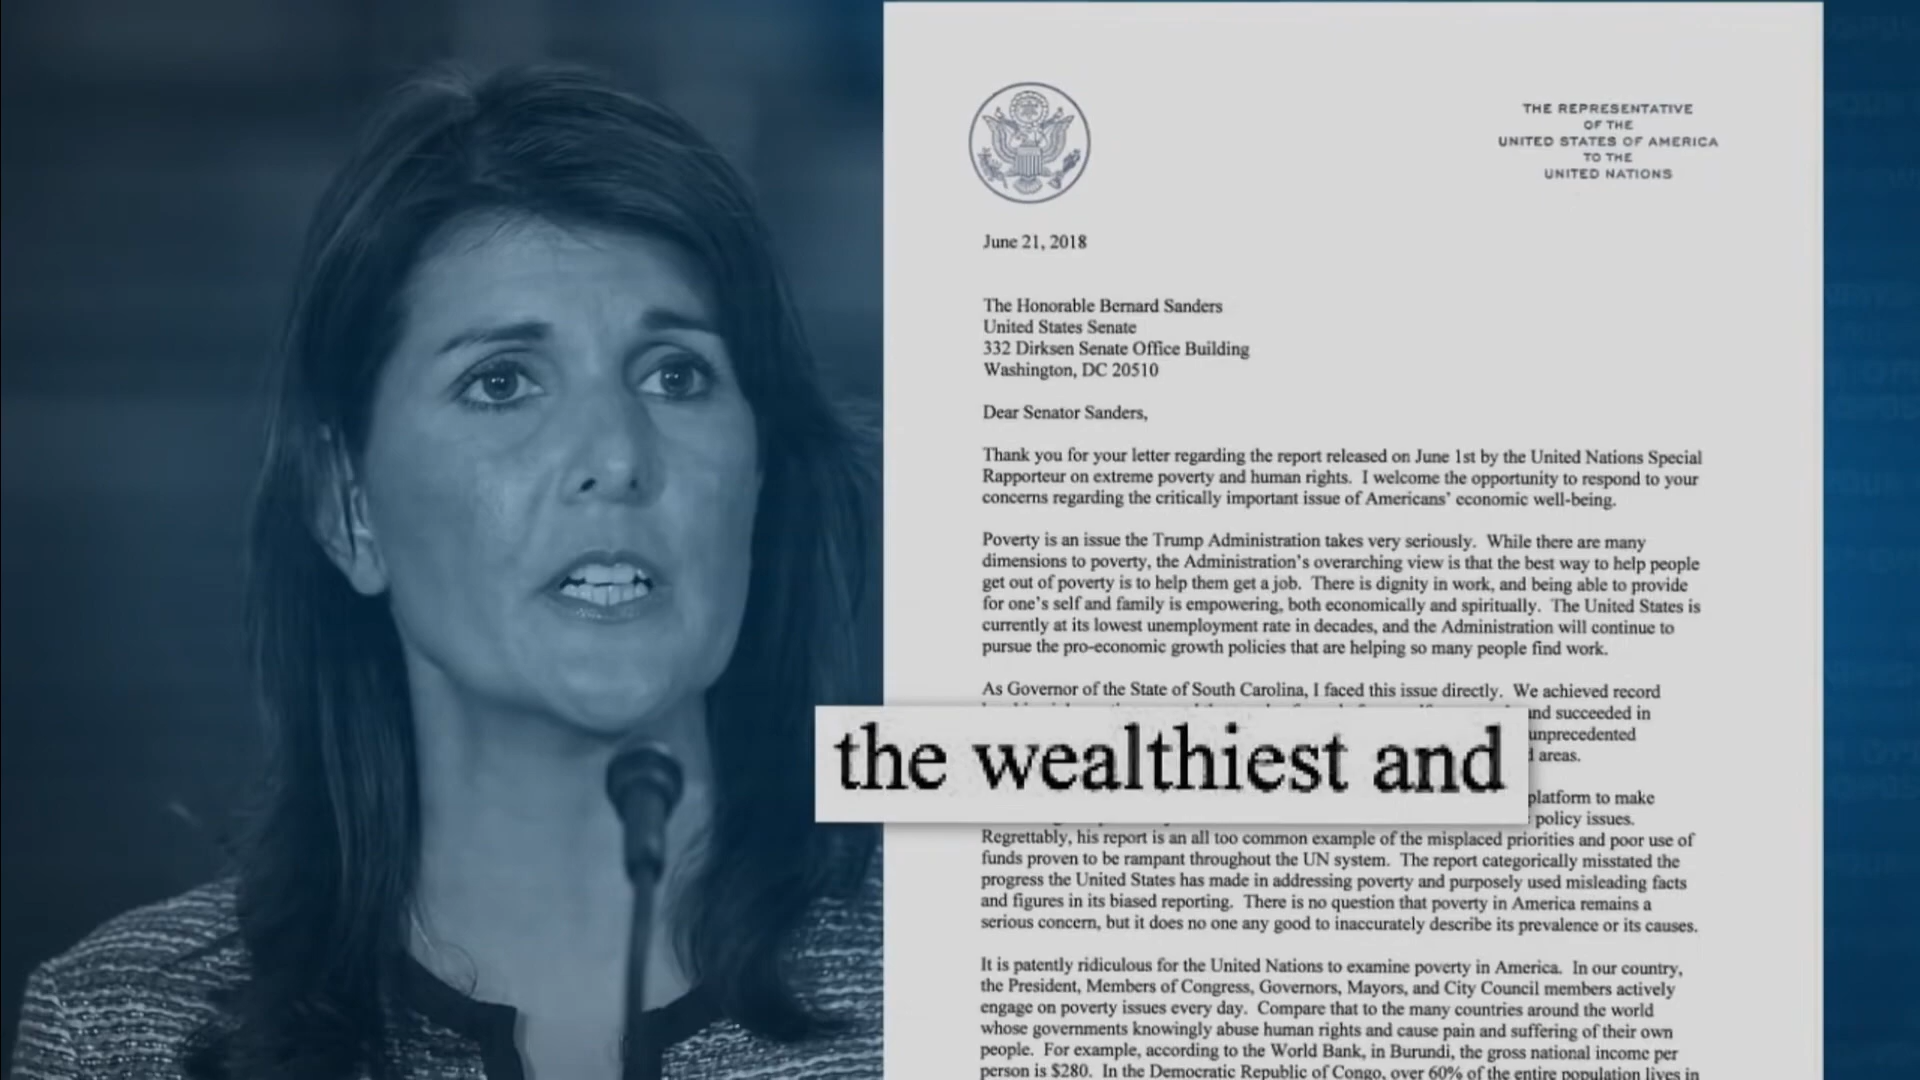 THE REPRESENTATIVE
OF THE
UNITED STATES OF AMERICA
TO THE
UNITED NATIONS
June 21, 2018
The Honorable Bernard Sanders
United States Senate
332 Dirksen Senate Office Building
Washington, DC 20510
Dear Senator Sanders,
Thank you for your letter regarding the report released on June 1st by the United Nations Special
Rapporteur on extreme poverty and human rights. I welcome the opportunity to respond to your
concerns regarding the critically important issue of Americans' economic well-being.
Poverty is an issue the Trump Administration takes very seriously. While there are many
dimensions to poverty, the Administration's overarching view is that the best way to help people
get out of poverty is to help them get a job. There is dignity in work, and being able to provide
for one's self and family is empowering, both economically and spiritually. The United States is
currently at its lowest unemployment rate in decades, and the Administration will continue to
pursue the pro-economic growth policies that are helping so many people find work.
As Governor of the State of South Carolina, I faced this issue directly. We achieved record
and succeeded in
unprecedented
areas.
the wealthiest and
platform to make
policy issues.
Regrettably, his report is an all too common example of the misplaced priorities and poor use of
funds proven to be rampant throughout the UN system. The report categorically misstated the
progress the United States has made in addressing poverty and purposely used misleading facts
and figures in its biased reporting. There is no question that poverty in America remains a
serious concern, but it does no one any good to inaccurately describe its prevalence or its causes.
It is patently ridiculous for the United Nations to examine poverty in America. In our country,
the President, Members of Congress, Governors, Mayors, and City Council members actively
engage on poverty issues every day. Compare that to the many countries around the world
whose governments knowingly abuse human rights and cause pain and suffering of their own
people. For example, according to the World Bank, in Burundi, the gross national income per
person is $280. In the Democratic Republic of Congo, over 60% of the entire population lives in